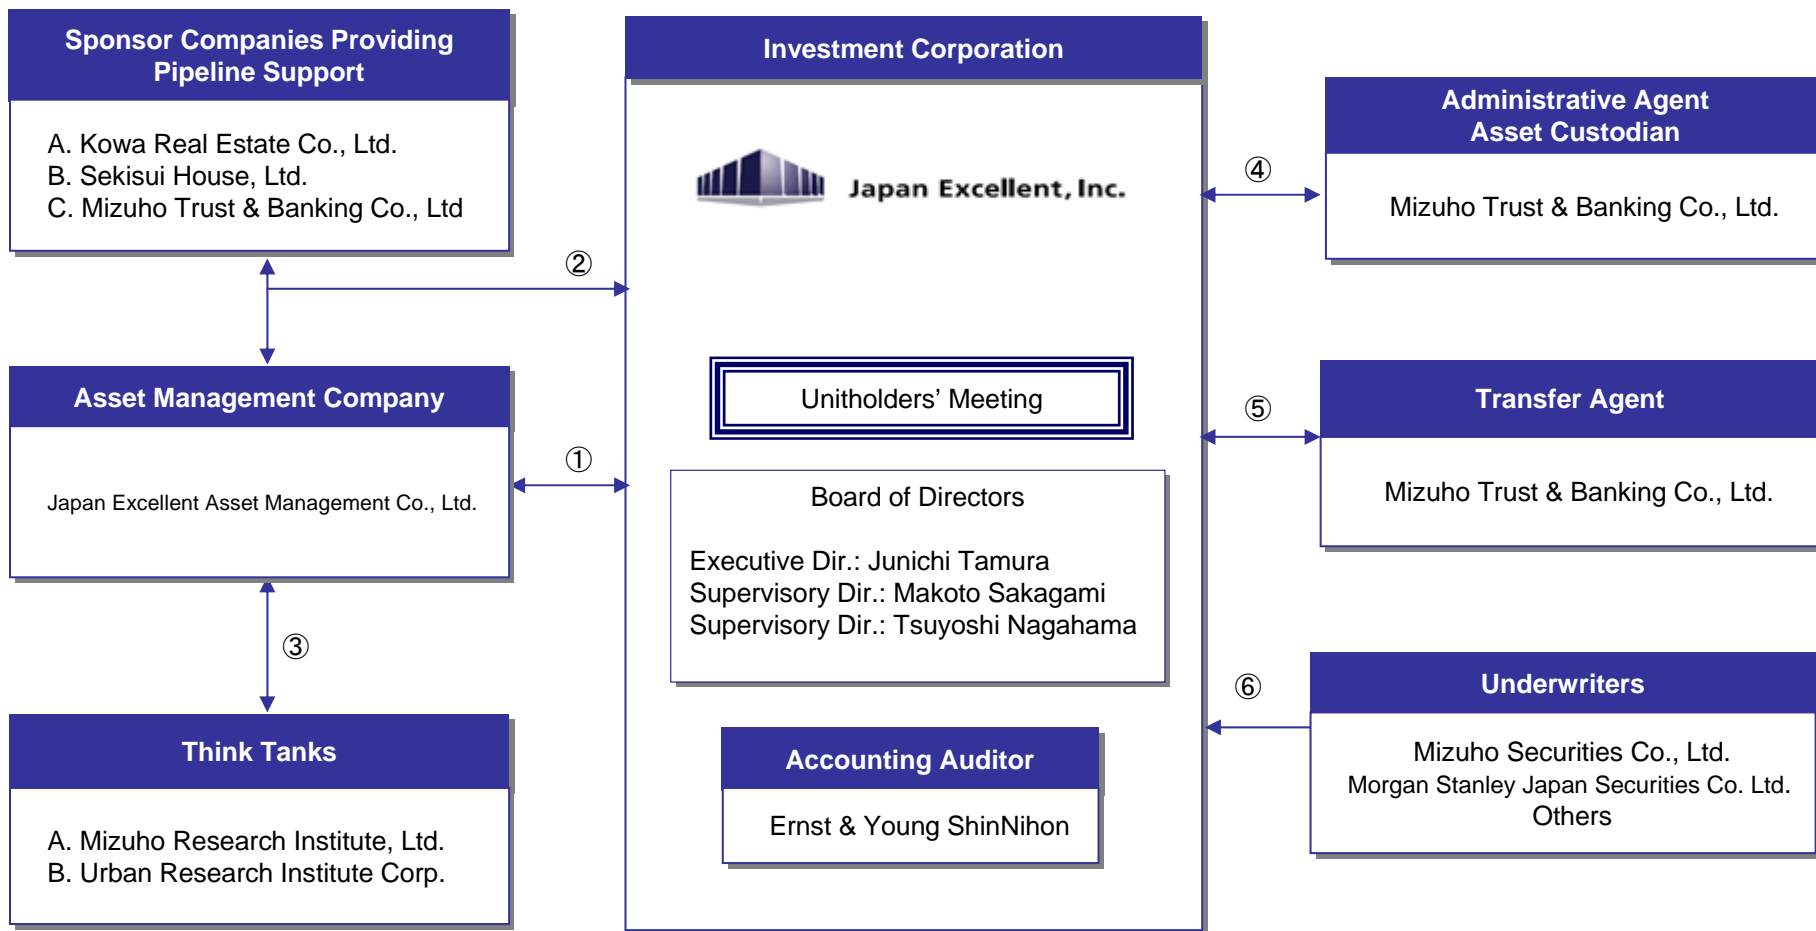 Sponsor Companies Providing
Pipeline Support
A. Kowa Real Estate Co., Ltd.
B. Sekisui House, Ltd.
C. Mizuho Trust & Banking Co., Ltd
②
Asset Management Company
Japan Excellent Asset Management Co., Ltd.
①
③
Think Tanks
A. Mizuho Research Institute, Ltd.
B. Urban Research Institute Corp.
Investment Corporation
Japan Excellent, Inc.
Unitholders’ Meeting
Board of Directors
Executive Dir.: Junichi Tamura
Supervisory Dir.: Makoto Sakagami
Supervisory Dir.: Tsuyoshi Nagahama
Accounting Auditor
Ernst & Young ShinNihon
④
Administrative Agent
Asset Custodian
Mizuho Trust & Banking Co., Ltd.
⑤
Transfer Agent
Mizuho Trust & Banking Co., Ltd.
⑥
Underwriters
Mizuho Securities Co., Ltd.
Morgan Stanley Japan Securities Co. Ltd.
Others